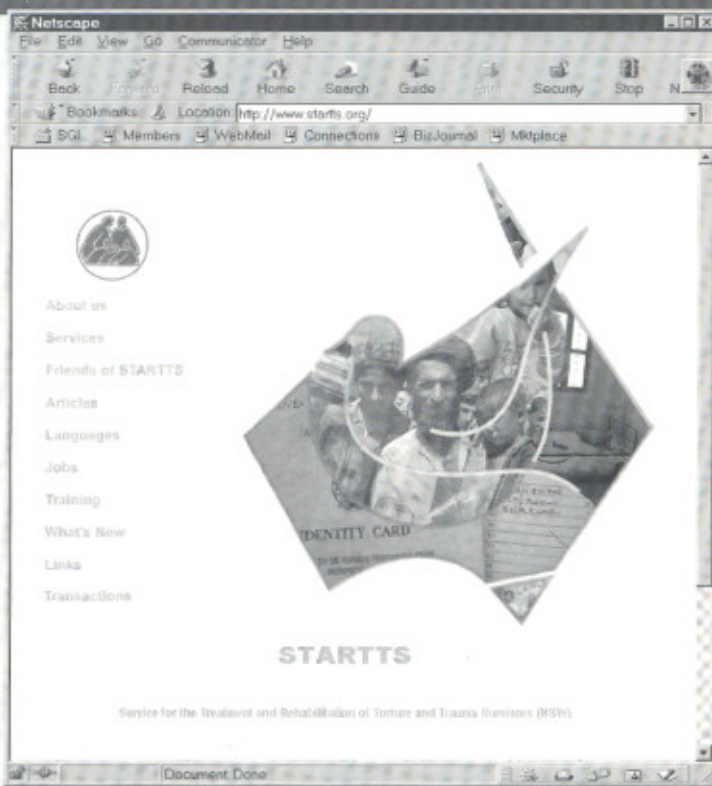 Netscape
File Edit View Go Communicator Help
Back Forward Reload Home Search Guide Print Security Stop N
Bookmarks Location http://www.startts.org/
SGI Members WebMail Connections BizJournal Mktplace
About us
Services
Friends of STARTTS
Articles
Languages
Jobs
Training
What's New
Links
Transactions
IDENTITY CARD
STARTTS
Service for the Treatment and Rehabilitation of Torture and Trauma Survivors (NSW)
Document Done